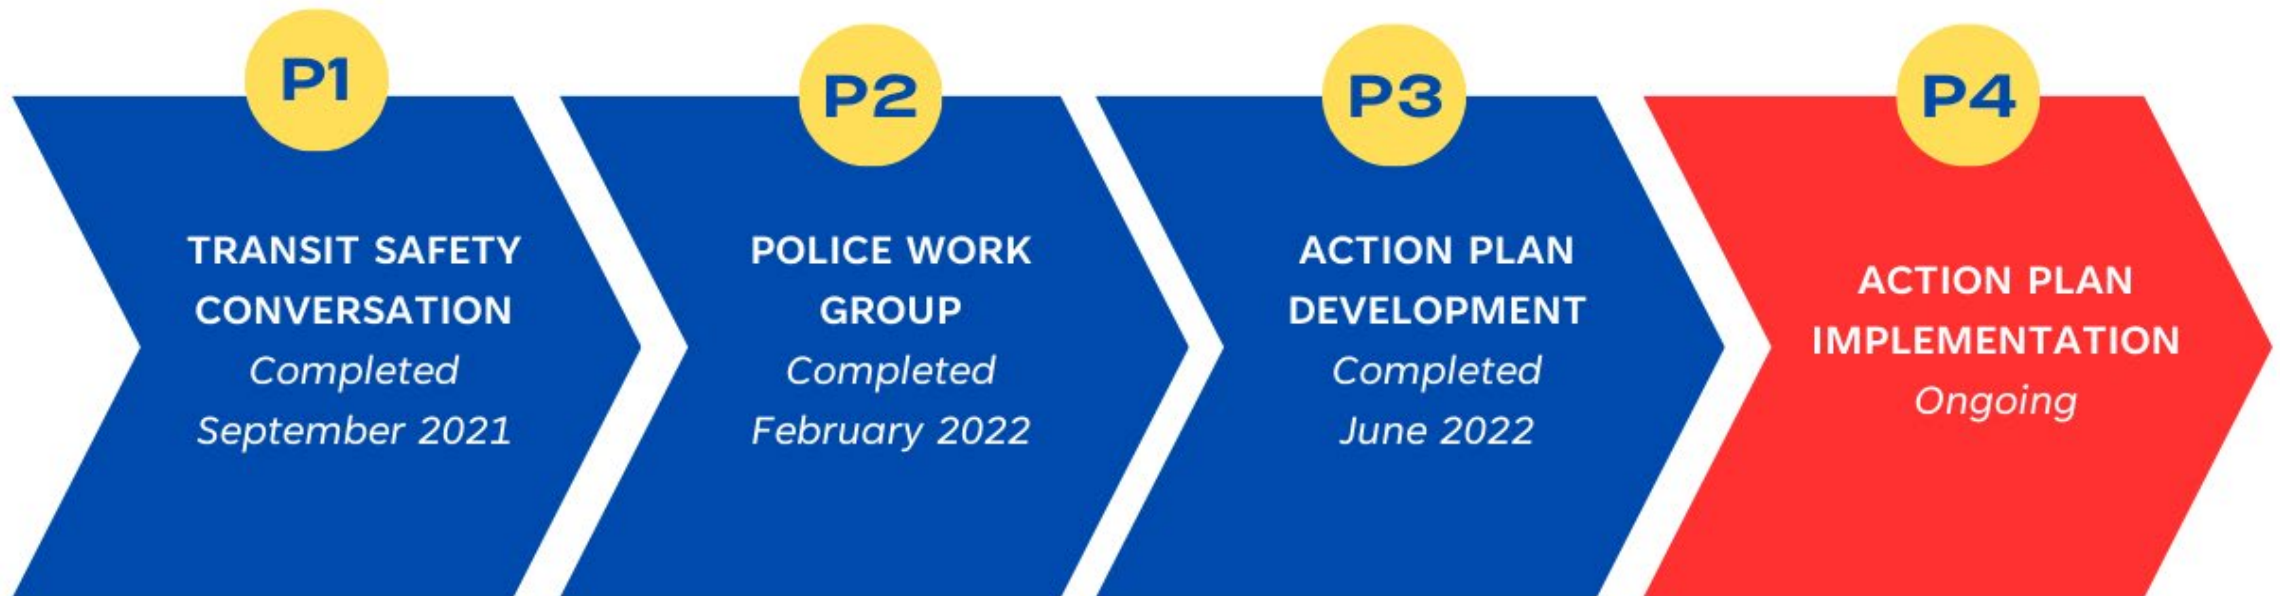 P1
TRANSIT SAFETY
CONVERSATION
Completed
September 2021
P2
POLICE WORK
GROUP
Completed
February 2022
P3
ACTION PLAN
DEVELOPMENT
Completed
June 2022
P4
ACTION PLAN
IMPLEMENTATION
Ongoing